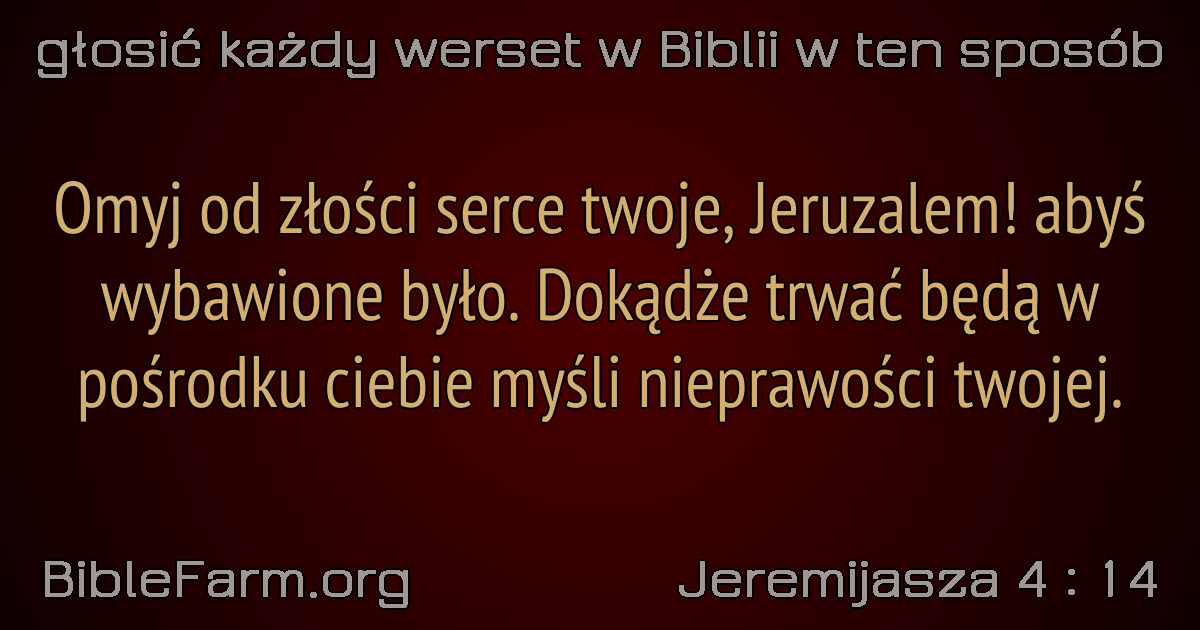 głosić każdy werset w Biblii w ten sposób
Omyj od złości serce twoje, Jeruzalem! abyś
wybawione było. Dokądże trwać będą w
pośrodku ciebie myśli nieprawości twojej.
BibleFarm.org
Jeremijasza 4 : 14